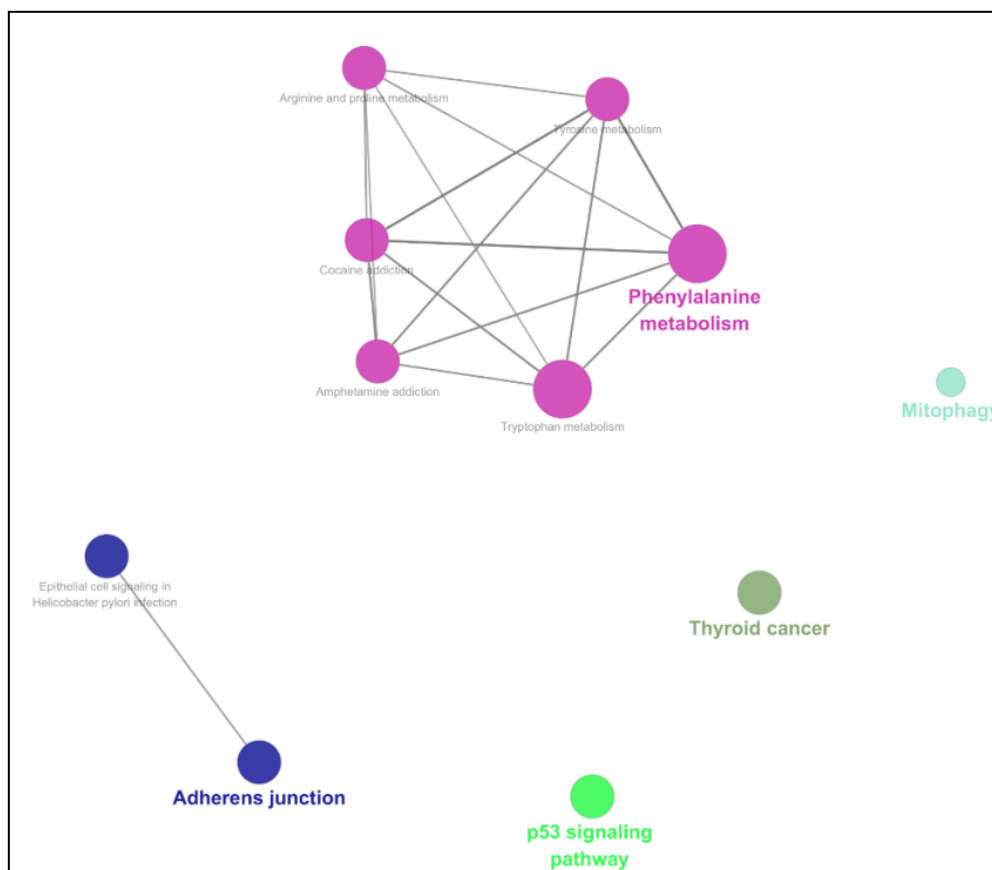 Arginine and proline metabolism
Tyrosine metabolism
Cocaine addiction
Phenylalanine
metabolism
Amphetamine addiction
Tryptophan metabolism
Mitophagy
Epithelial cell signaling in
Helicobacter pylori infection
Thyroid cancer
Adherens junction
p53 signaling
pathway